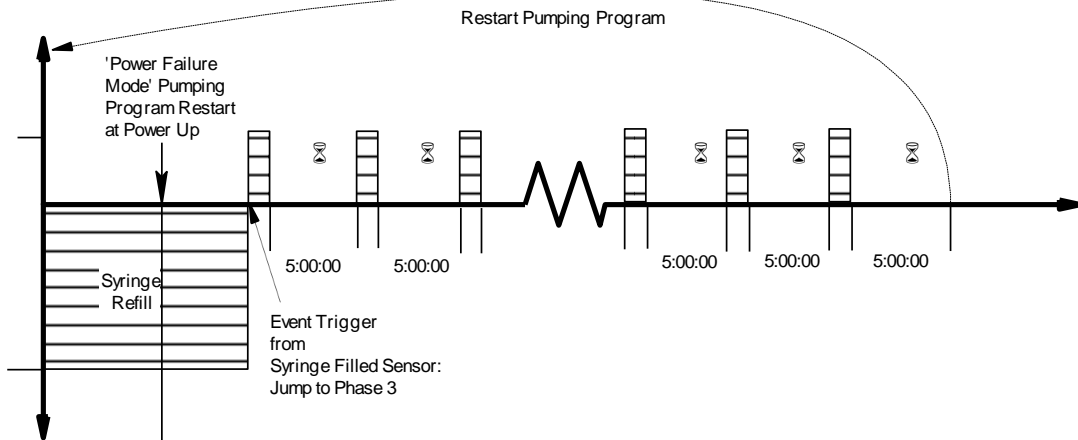 Restart Pumping Program
'Power Failure
Mode' Pumping
Program Restart
at Power Up
5:00:00
5:00:00
5:00:00
5:00:00
5:00:00
Syringe
Refill
Event Trigger
from
Syringe Filled Sensor:
Jump to Phase 3